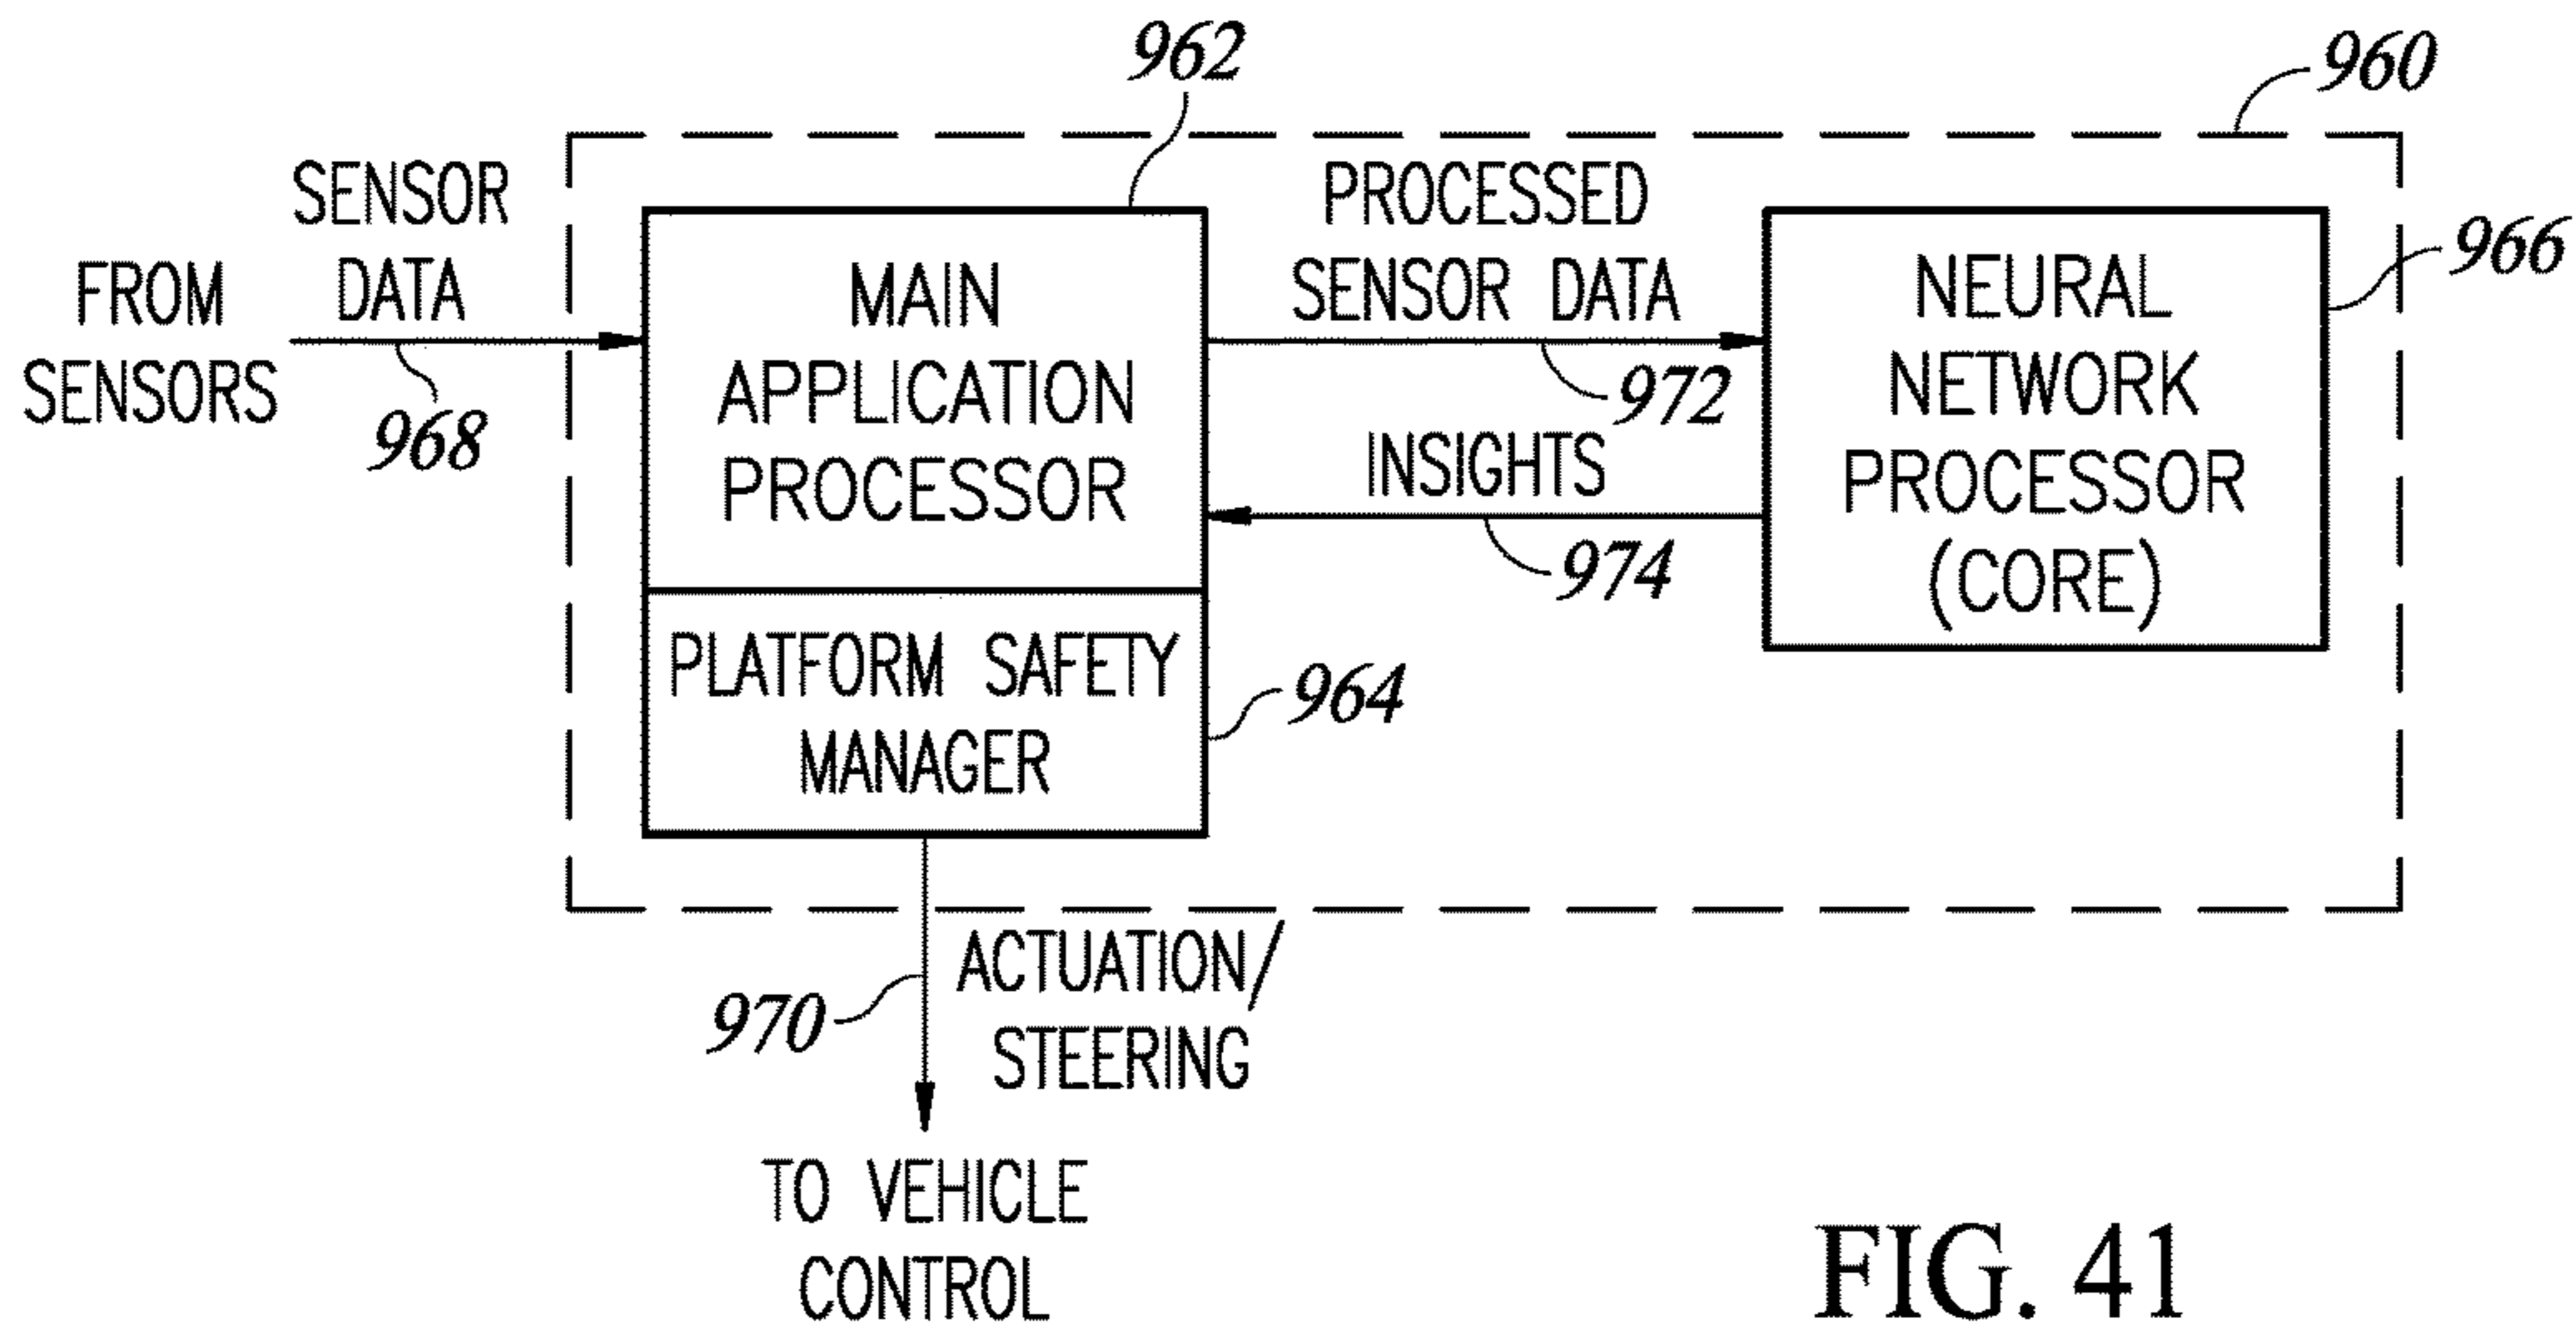 962
960
SENSOR
DATA
FROM
SENSORS
968
MAIN
APPLICATION
PROCESSOR
PROCESSED
SENSOR DATA
972
INSIGHTS
974
NEURAL
NETWORK
PROCESSOR
(CORE)
966
PLATFORM SAFETY
MANAGER
964
970
ACTUATION/
STEERING
TO VEHICLE
CONTROL
FIG. 41